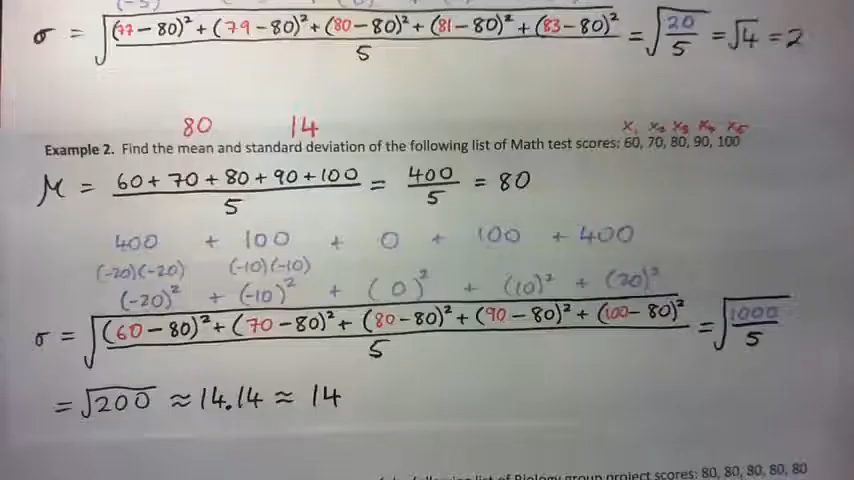 (-3)
σ = √(77-80)² + (79-80)² + (80-80)² + (81-80)² + (83-80)² / 5 = √20/5 = √4 = 2
80 14
x₁ x₂ x₃ x₄ x₅
Example 2. Find the mean and standard deviation of the following list of Math test scores: 60, 70, 80, 90, 100
μ = 60+70+80+90+100 / 5 = 400/5 = 80
400 + 100 + 0 + 100 + 400
(-20)(-20) (-10)(-10)
(-20)² + (-10)² + (0)² + (10)² + (20)²
σ = √(60-80)² + (70-80)² + (80-80)² + (90-80)² + (100-80)² / 5 = √1000/5
= √200 ≈ 14.14 ≈ 14
following list of Biology group project scores: 80, 80, 80, 80, 80